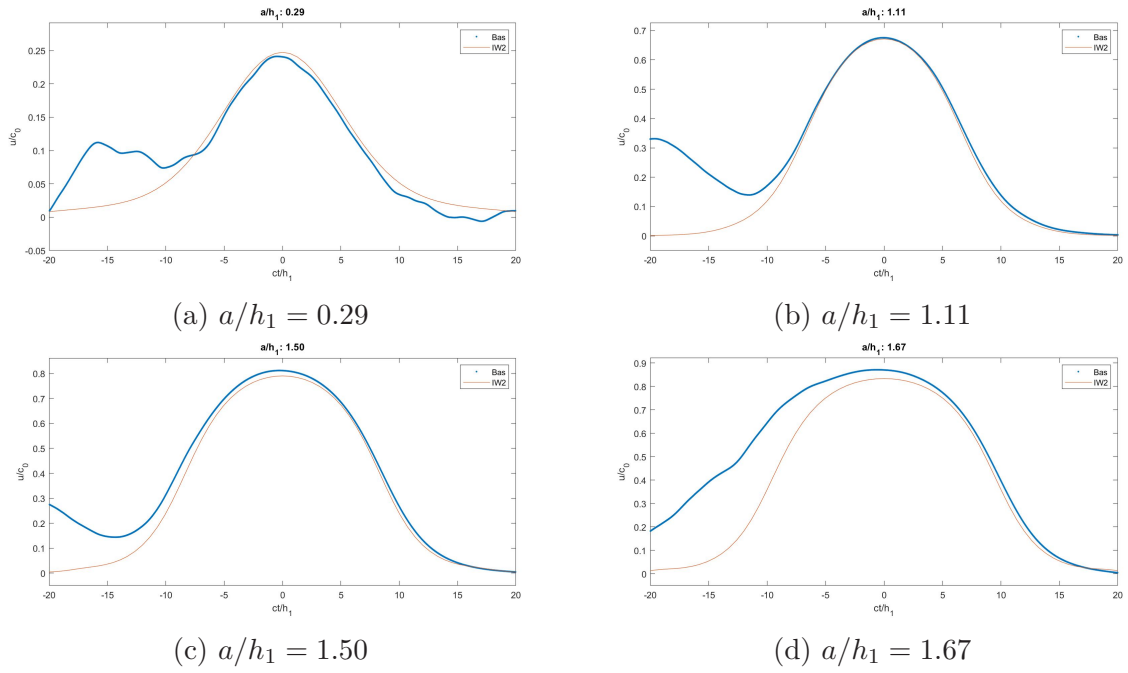 a/h1: 0.29
Bas
IW2
0.25
0.2
0.15
0.1
0.05
0
-0.05
u/c0
-20 -15 -10 -5 0 5 10 15 20
ct/h1
(a) a/h1 = 0.29
a/h1: 1.11
Bas
IW2
0.7
0.6
0.5
0.4
0.3
0.2
0.1
0
u/c0
-20 -15 -10 -5 0 5 10 15 20
ct/h1
(b) a/h1 = 1.11
a/h1: 1.50
Bas
IW2
0.8
0.7
0.6
0.5
0.4
0.3
0.2
0.1
0
u/c0
-20 -15 -10 -5 0 5 10 15 20
ct/h1
(c) a/h1 = 1.50
a/h1: 1.67
Bas
IW2
0.9
0.8
0.7
0.6
0.5
0.4
0.3
0.2
0.1
0
u/c0
-20 -15 -10 -5 0 5 10 15 20
ct/h1
(d) a/h1 = 1.67